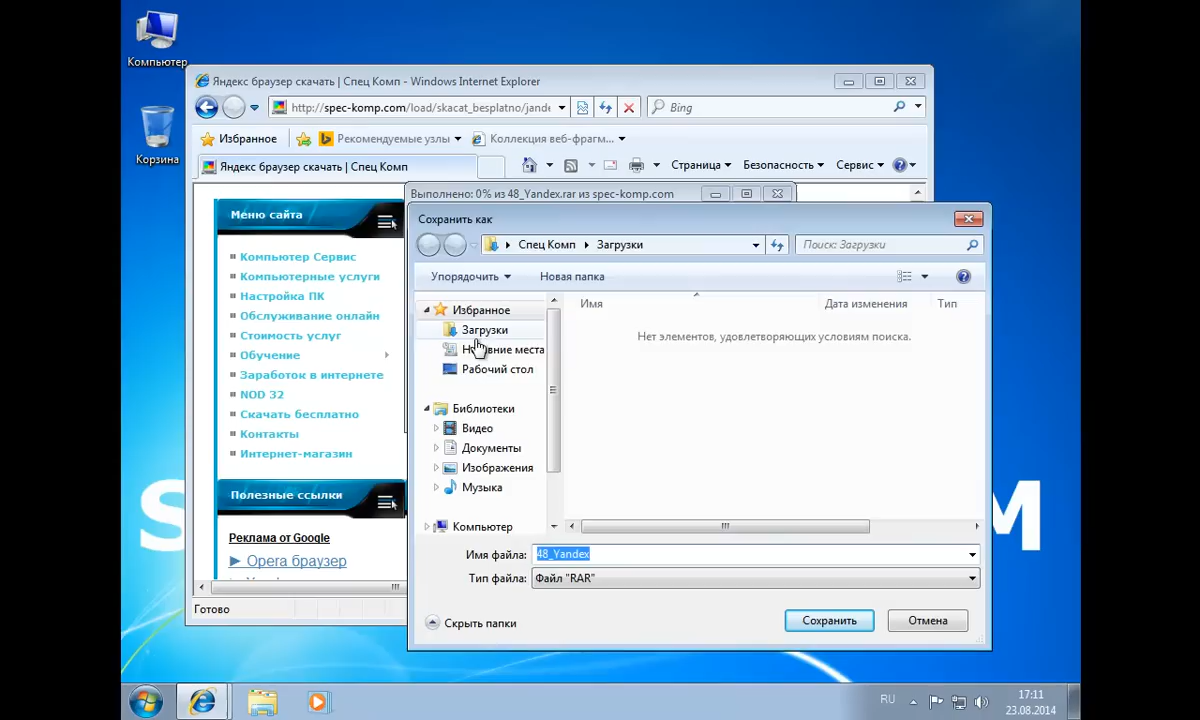 Компьютер
Корзина
Яндекс браузер скачать | Спец Комп - Windows Internet Explorer
http://spec-komp.com/load/skacat_besplatno/jande
Bing
Избранное
Рекомендуемые узлы
Коллекция веб-фрагм...
Яндекс браузер скачать | Спец Комп
Страница
Безопасность
Сервис
Меню сайта
Компьютер Сервис
Компьютерные услуги
Настройка ПК
Обслуживание онлайн
Стоимость услуг
Обучение
Заработок в интернете
NOD 32
Скачать бесплатно
Контакты
Интернет-магазин
Полезные ссылки
Реклама от Google
► Opera браузер
Готово
Выполнено: 0% из 48_Yandex.rar из spec-komp.com
Сохранить как
Спец Комп
Загрузки
Поиск: Загрузки
Упорядочить
Новая папка
Избранное
Загрузки
места
Рабочий стол
Библиотеки
Видео
Документы
Изображения
Музыка
Компьютер
Имя
Дата изменения
Тип
Нет элементов, удовлетворяющих условиям поиска.
Имя файла:
48_Yandex
Тип файла:
Файл "RAR"
Скрыть папки
Сохранить
Отмена
S
M
RU
17:11
23.08.2014